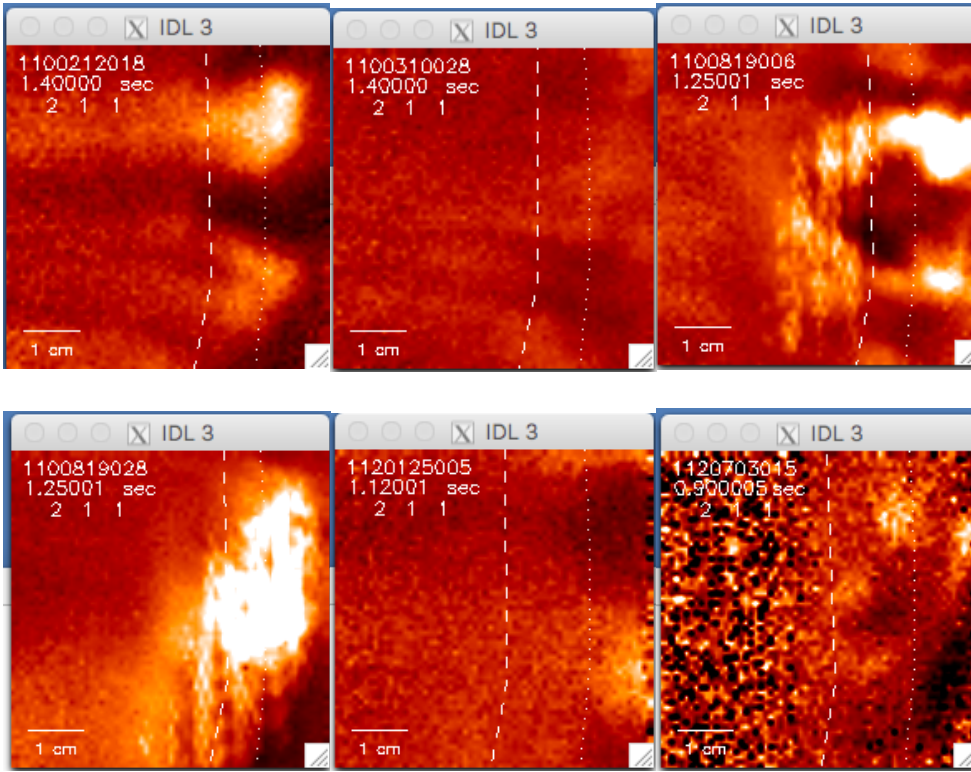 IDL 3
1100212018
1.40000 sec
2 1 1
1 cm
IDL 3
1100310028
1.40000 sec
2 1 1
1 cm
IDL 3
1100819006
1.25001 sec
2 1 1
1 cm
IDL 3
1100819028
1.25001 sec
2 1 1
1 cm
IDL 3
1120125005
1.12001 sec
2 1 1
1 cm
IDL 3
1120703015
0.900005 sec
2 1 1
1 cm